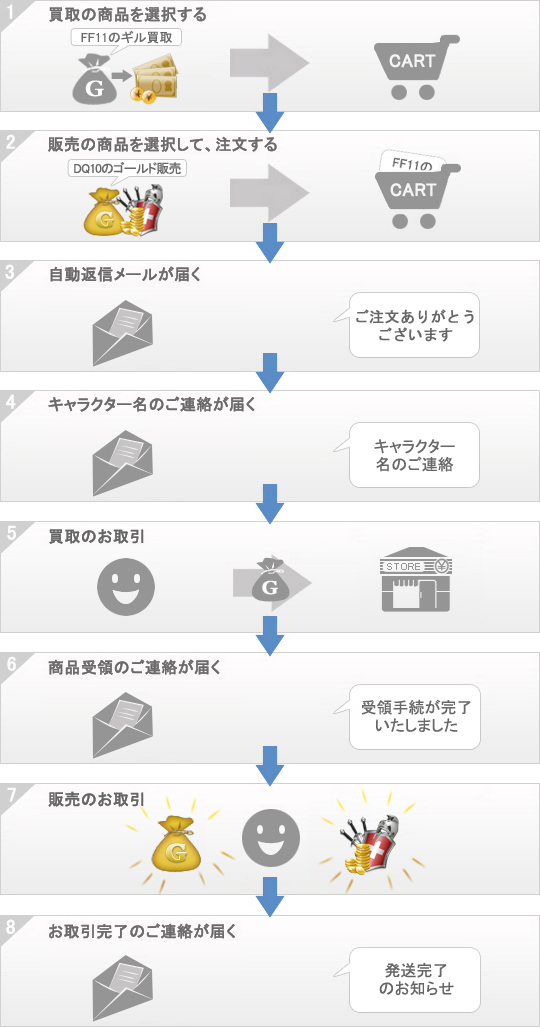 1
買取の商品を選択する
FF11のギル買取
G
CART
2
販売の商品を選択して、注文する
DQ10のゴールド販売
G
FF11の
CART
3
自動返信メールが届く
ご注文ありがとう
ございます
4
キャラクター名のご連絡が届く
キャラクター
名のご連絡
5
買取のお取引
G
STORE ¥
6
商品受領のご連絡が届く
受領手続が完了
いたしました
7
販売のお取引
G
8
お取引完了のご連絡が届く
発送完了
のお知らせ